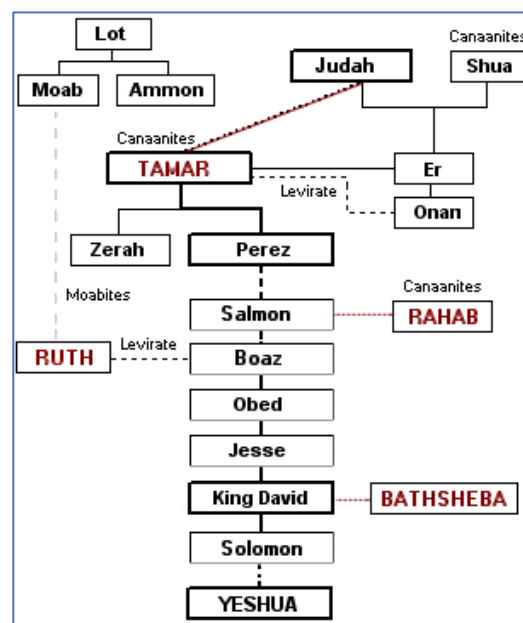 Lot
Canaanites
Judah
Shua
Moab
Ammon
Canaanites
TAMAR
Er
Levirate
Onan
Zerah
Perez
Moabites
Canaanites
Salmon
RAHAB
RUTH
Levirate
Boaz
Obed
Jesse
King David
BATHSHEBA
Solomon
YESHUA